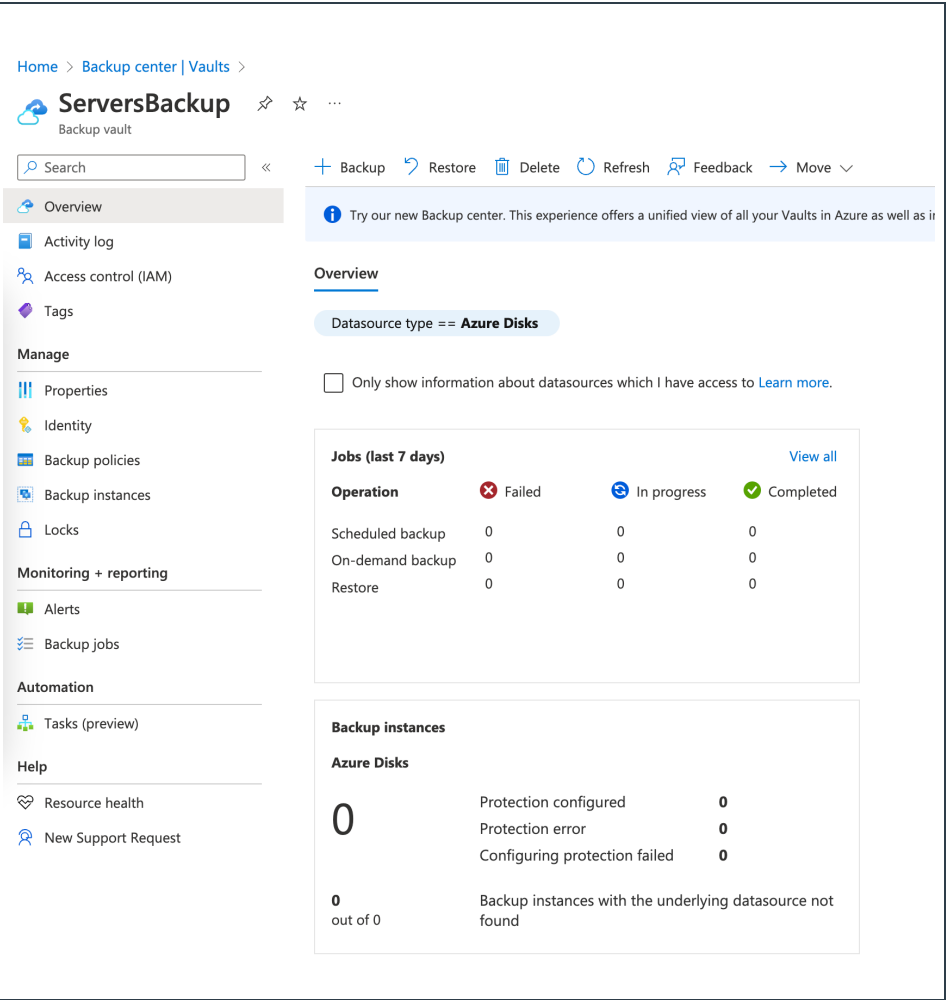 Home > Backup center | Vaults >
ServersBackup
Backup vault
Search
«
Overview
Activity log
Access control (IAM)
Tags
Manage
Properties
Identity
Backup policies
Backup instances
Locks
Monitoring + reporting
Alerts
Backup jobs
Automation
Tasks (preview)
Help
Resource health
New Support Request
Backup Restore Delete Refresh Feedback Move
Try our new Backup center. This experience offers a unified view of all your Vaults in Azure as well as
Overview
Datasource type == Azure Disks
Only show information about datasources which I have access to Learn more.
Jobs (last 7 days) View all
Operation Failed In progress Completed
Scheduled backup 0 0 0
On-demand backup 0 0 0
Restore 0 0 0
Backup instances
Azure Disks
0
Protection configured 0
Protection error 0
Configuring protection failed 0
0
out of 0
Backup instances with the underlying datasource not
found